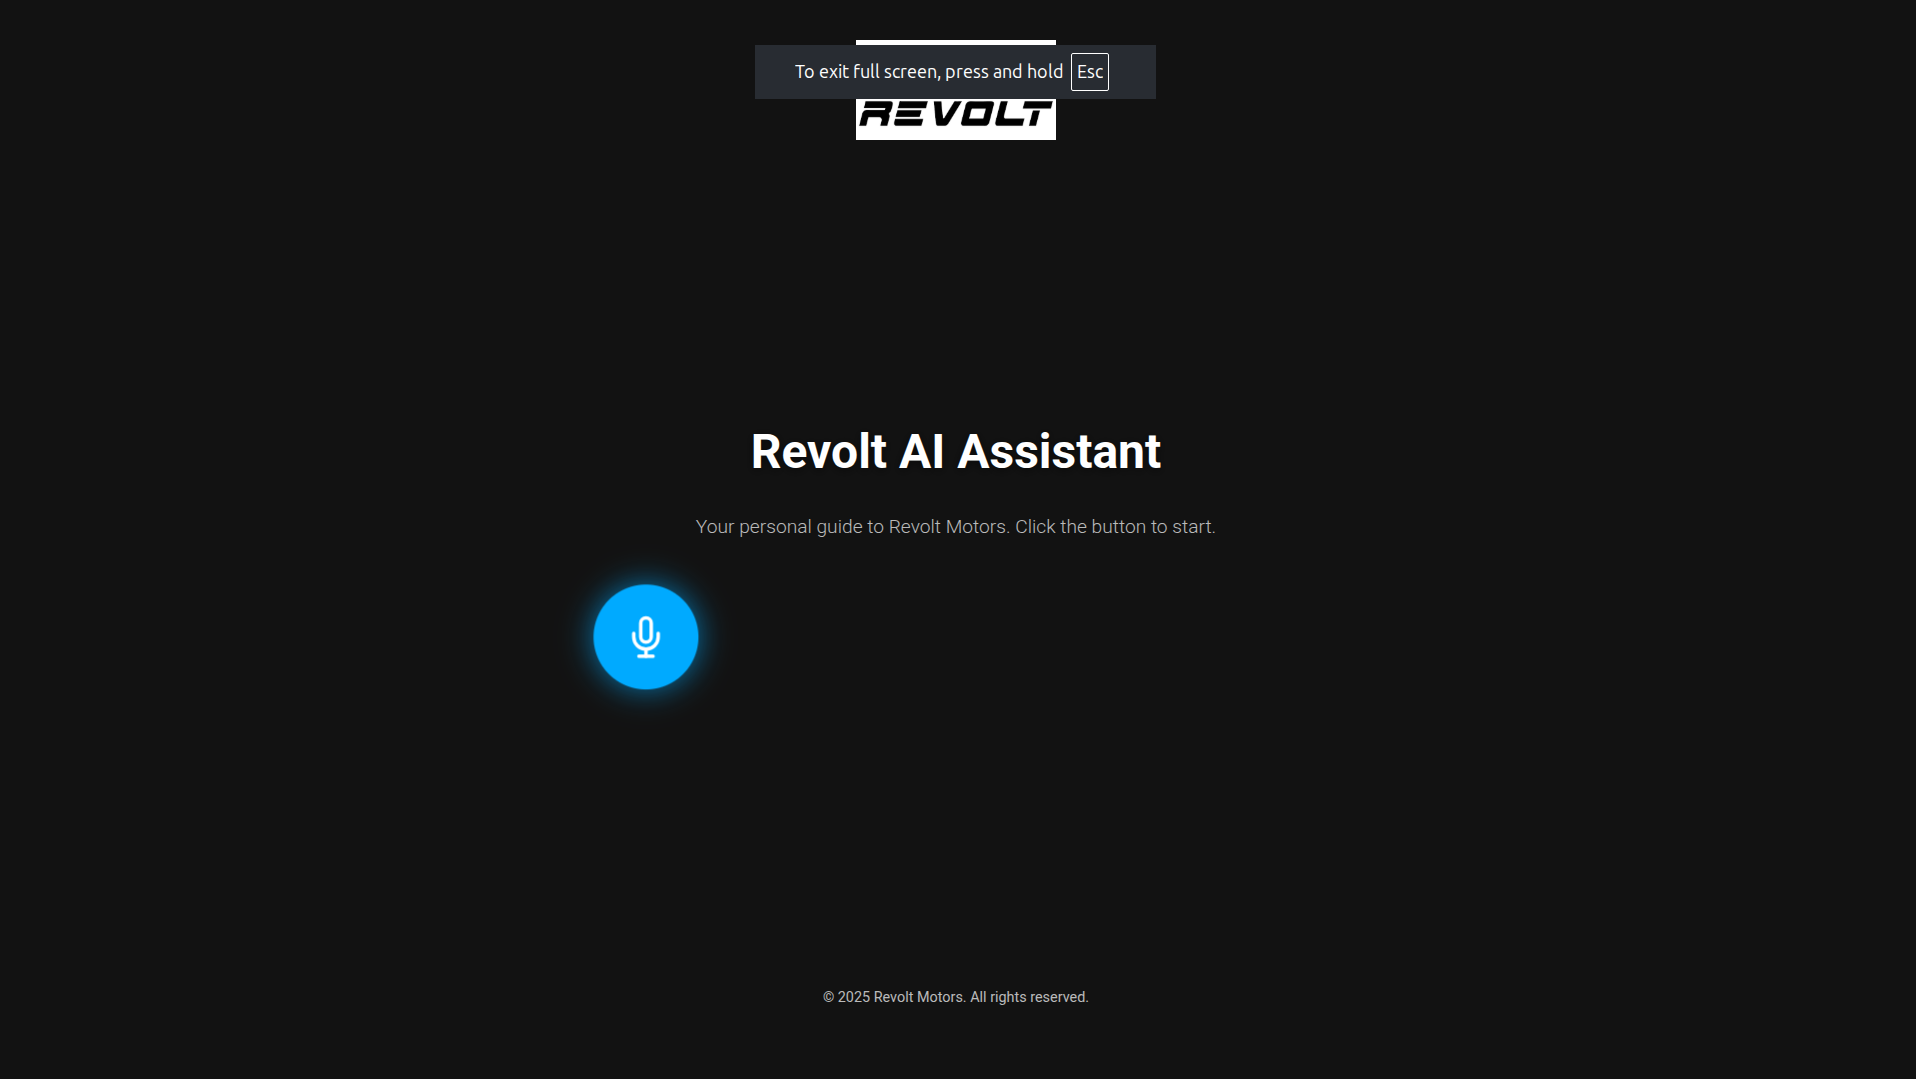 To exit full screen, press and hold Esc
REVOLT
Revolt AI Assistant
Your personal guide to Revolt Motors. Click the button to start.
© 2025 Revolt Motors. All rights reserved.